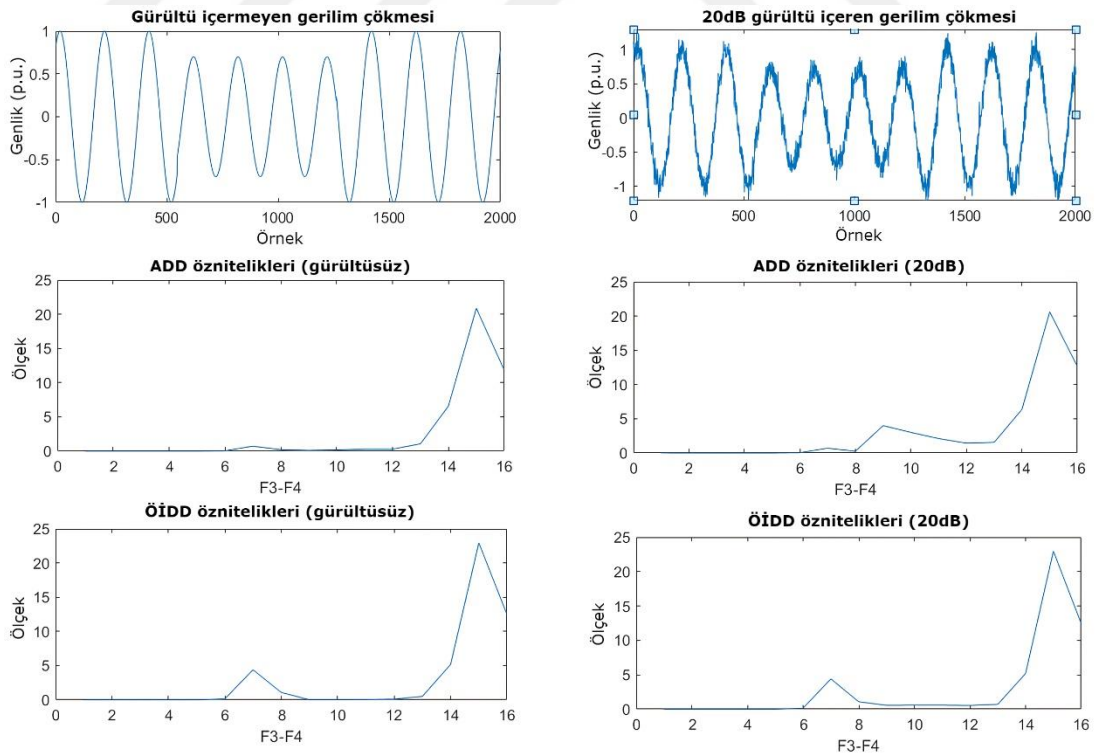 Gürültü içermeyen gerilim çökmesi
Genlik (p.u.)
1
0.5
0
-0.5
-1
0 500 1000 1500 2000
Örnek
20dB gürültü içeren gerilim çökmesi
Genlik (p.u.)
1
0.5
0
-0.5
-1
0 500 1000 1500 2000
Örnek
ADD öznitelikleri (gürültüsüz)
Ölçek
25
20
15
10
5
0
0 2 4 6 8 10 12 14 16
F3-F4
ADD öznitelikleri (20dB)
Ölçek
25
20
15
10
5
0
0 2 4 6 8 10 12 14 16
F3-F4
ÖİDD öznitelikleri (gürültüsüz)
Ölçek
25
20
15
10
5
0
0 2 4 6 8 10 12 14 16
F3-F4
ÖİDD öznitelikleri (20dB)
Ölçek
25
20
15
10
5
0
0 2 4 6 8 10 12 14 16
F3-F4